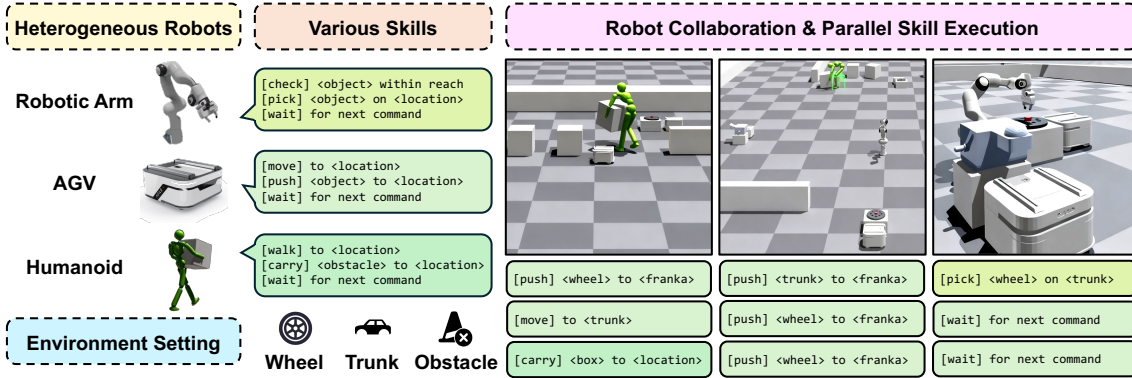 Heterogeneous Robots
Various Skills
Robot Collaboration & Parallel Skill Execution
Robotic Arm
[check] <object> within reach
[pick] <object> on <location>
[wait] for next command
AGV
[move] to <location>
[push] <object> to <location>
[wait] for next command
Humanoid
[walk] to <location>
[carry] <obstacle> to <location>
[wait] for next command
Environment Setting
Wheel
Trunk
Obstacle
[push] <wheel> to <franka>
[move] to <trunk>
[carry] <box> to <location>
[push] <trunk> to <franka>
[push] <wheel> to <franka>
[push] <wheel> to <franka>
[pick] <wheel> on <trunk>
[wait] for next command
[wait] for next command